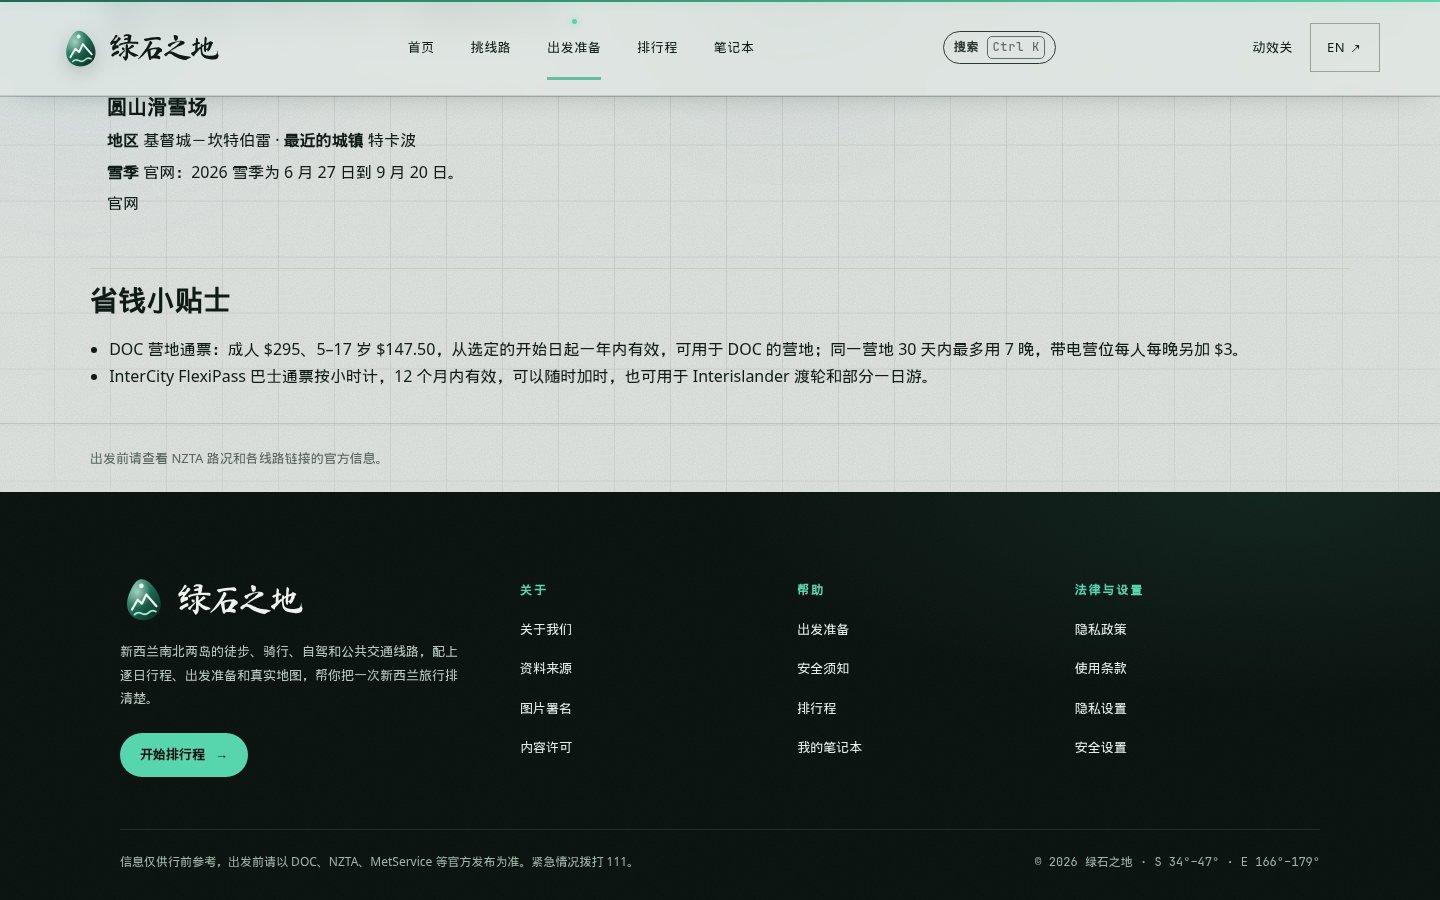 绿石之地
首页 挑线路 出发准备 排行程 笔记本
搜索 Ctrl K
动效关 EN ↗
圆山滑雪场
地区 基督城—坎特伯雷 · 最近的城镇 特卡波
雪季 官网：2026 雪季为 6 月 27 日到 9 月 20 日。
官网
省钱小贴士
• DOC 营地通票：成人 $295、5–17 岁 $147.50，从选定的开始日起一年内有效，可用于 DOC 的营地；同一营地 30 天内最多用 7 晚，带电营位每人每晚另加 $3。
• InterCity FlexiPass 巴士通票按小时计，12 个月内有效，可以随时加时，也可用于 Interislander 渡轮和部分一日游。
出发前请查看 NZTA 路况和各线路链接的官方信息。
绿石之地
新西兰南北两岛的徒步、骑行、自驾和公共交通线路，配上
逐日行程、出发准备和真实地图，帮你把一次新西兰旅行排
清楚。
开始排行程 →
关于
关于我们
资料来源
图片署名
内容许可
帮助
出发准备
安全须知
排行程
我的笔记本
法律与设置
隐私政策
使用条款
隐私设置
安全设置
信息仅供行前参考，出发前请以 DOC、NZTA、MetService 等官方发布为准。紧急情况拨打 111。
© 2026 绿石之地 · S 34°–47° · E 166°–179°